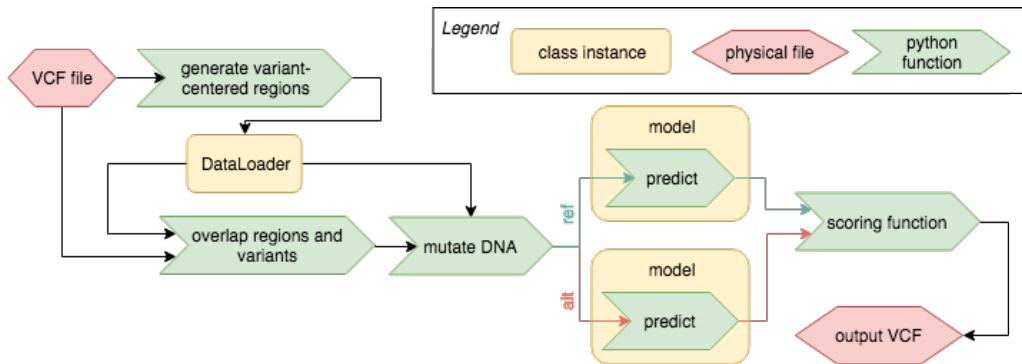 Legend
class instance
physical file
python
function
VCF file
generate variant-
centered regions
DataLoader
overlap regions and
variants
mutate DNA
ref
alt
model
predict
model
predict
scoring function
output VCF